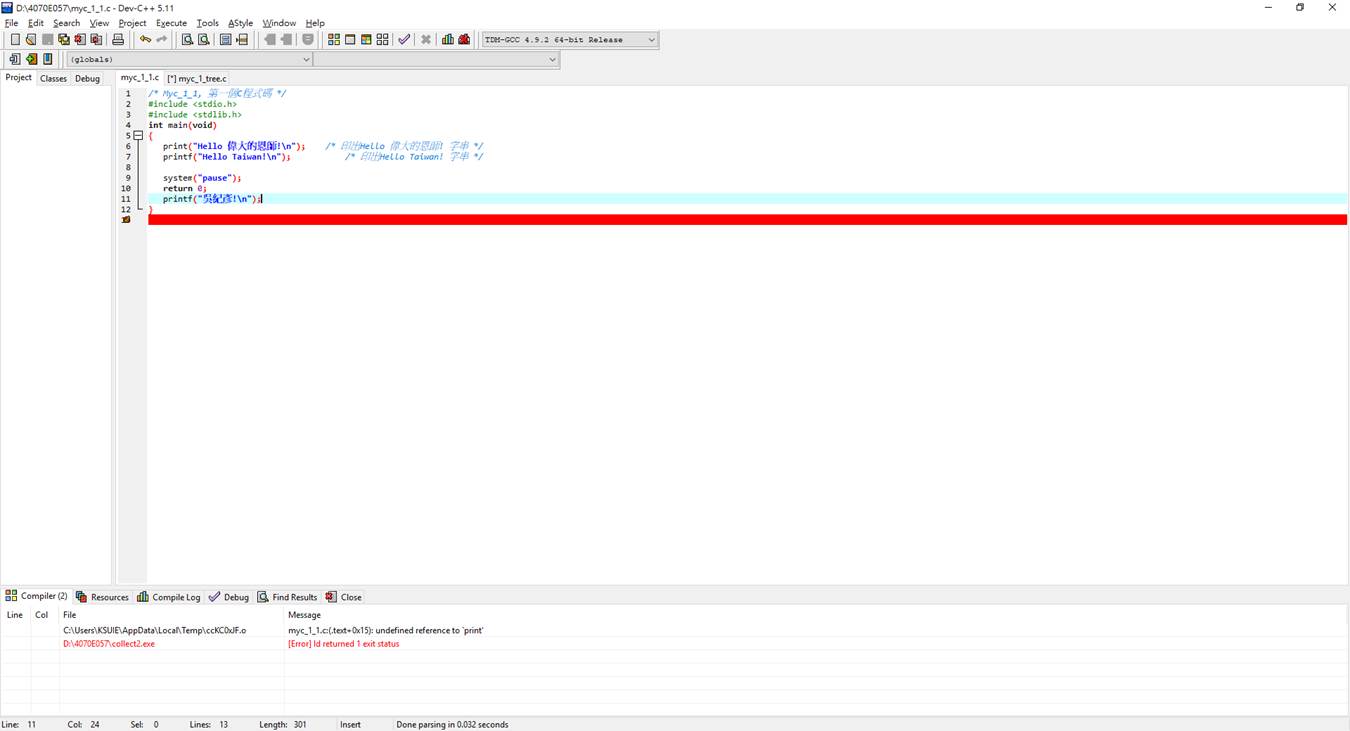 D:\4070E057\myc_1_1.c - Dev-C++ 5.11
File Edit Search View Project Execute Tools AStyle Window Help
TDM-GCC 4.9.2 64-bit Release
(globals)
Project Classes Debug myc_1_1.c [*] myc_1_tree.c
1 /* Myc_1_1, 第一個C程式碼 */
2 #include <stdio.h>
3 #include <stdlib.h>
4 int main(void)
5 {
6 print("Hello 偉大的恩師!\n"); /* 印出Hello 偉大的恩師! 字串 */
7 printf("Hello Taiwan!\n"); /* 印出Hello Taiwan! 字串 */
8
9 system("pause");
10 return 0;
11 printf("吳紀彥!\n");
12 }
Compiler (2) Resources Compile Log Debug Find Results Close
Line Col File Message
C:\Users\KSUIE\AppData\Local\Temp\ccKC0xJF.o myc_1_1.c:(.text+0x15): undefined reference to `print'
D:\4070E057\collect2.exe [Error] ld returned 1 exit status
Line: 11 Col: 24 Sel: 0 Lines: 13 Length: 301 Insert Done parsing in 0.032 seconds